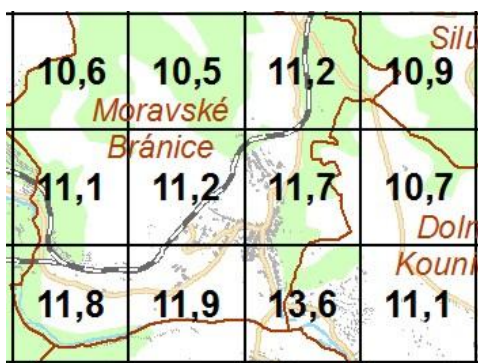 Silů
10,6 10,5 11,2 10,9
Moravské
Bránice
11,1 11,2 11,7 10,7
Doln
Kouni
11,8 11,9 13,6 11,1